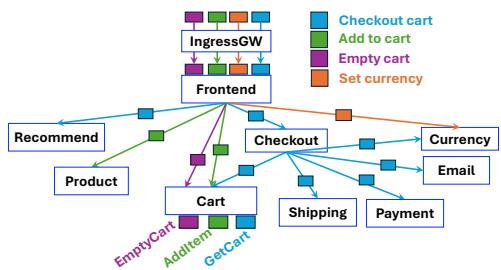 Checkout cart
Add to cart
Empty cart
Set currency
IngressGW
Frontend
Recommend
Checkout
Currency
Product
Email
Cart
Shipping
Payment
EmptyCart
AddItem
GetCart